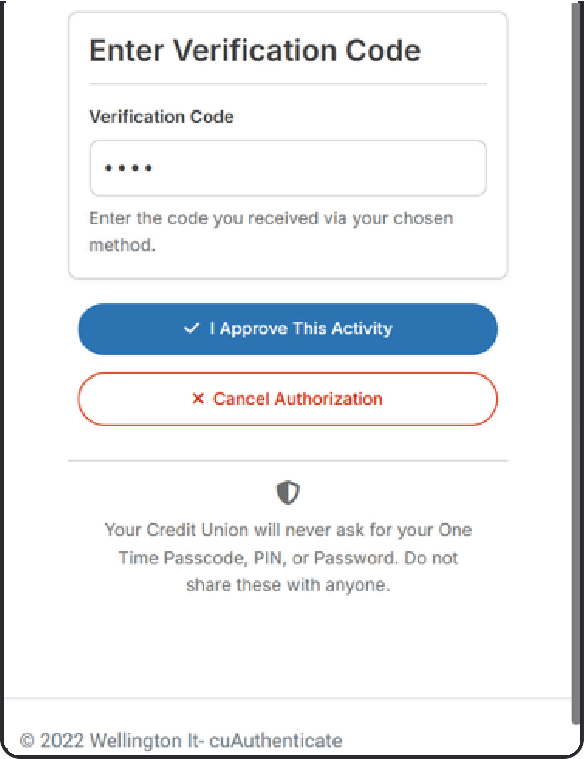 Enter Verification Code
Verification Code
••••
Enter the code you received via your chosen
method.
✓ I Approve This Activity
✕ Cancel Authorization
Your Credit Union will never ask for your One
Time Passcode, PIN, or Password. Do not
share these with anyone.
© 2022 Wellington It- cuAuthenticate